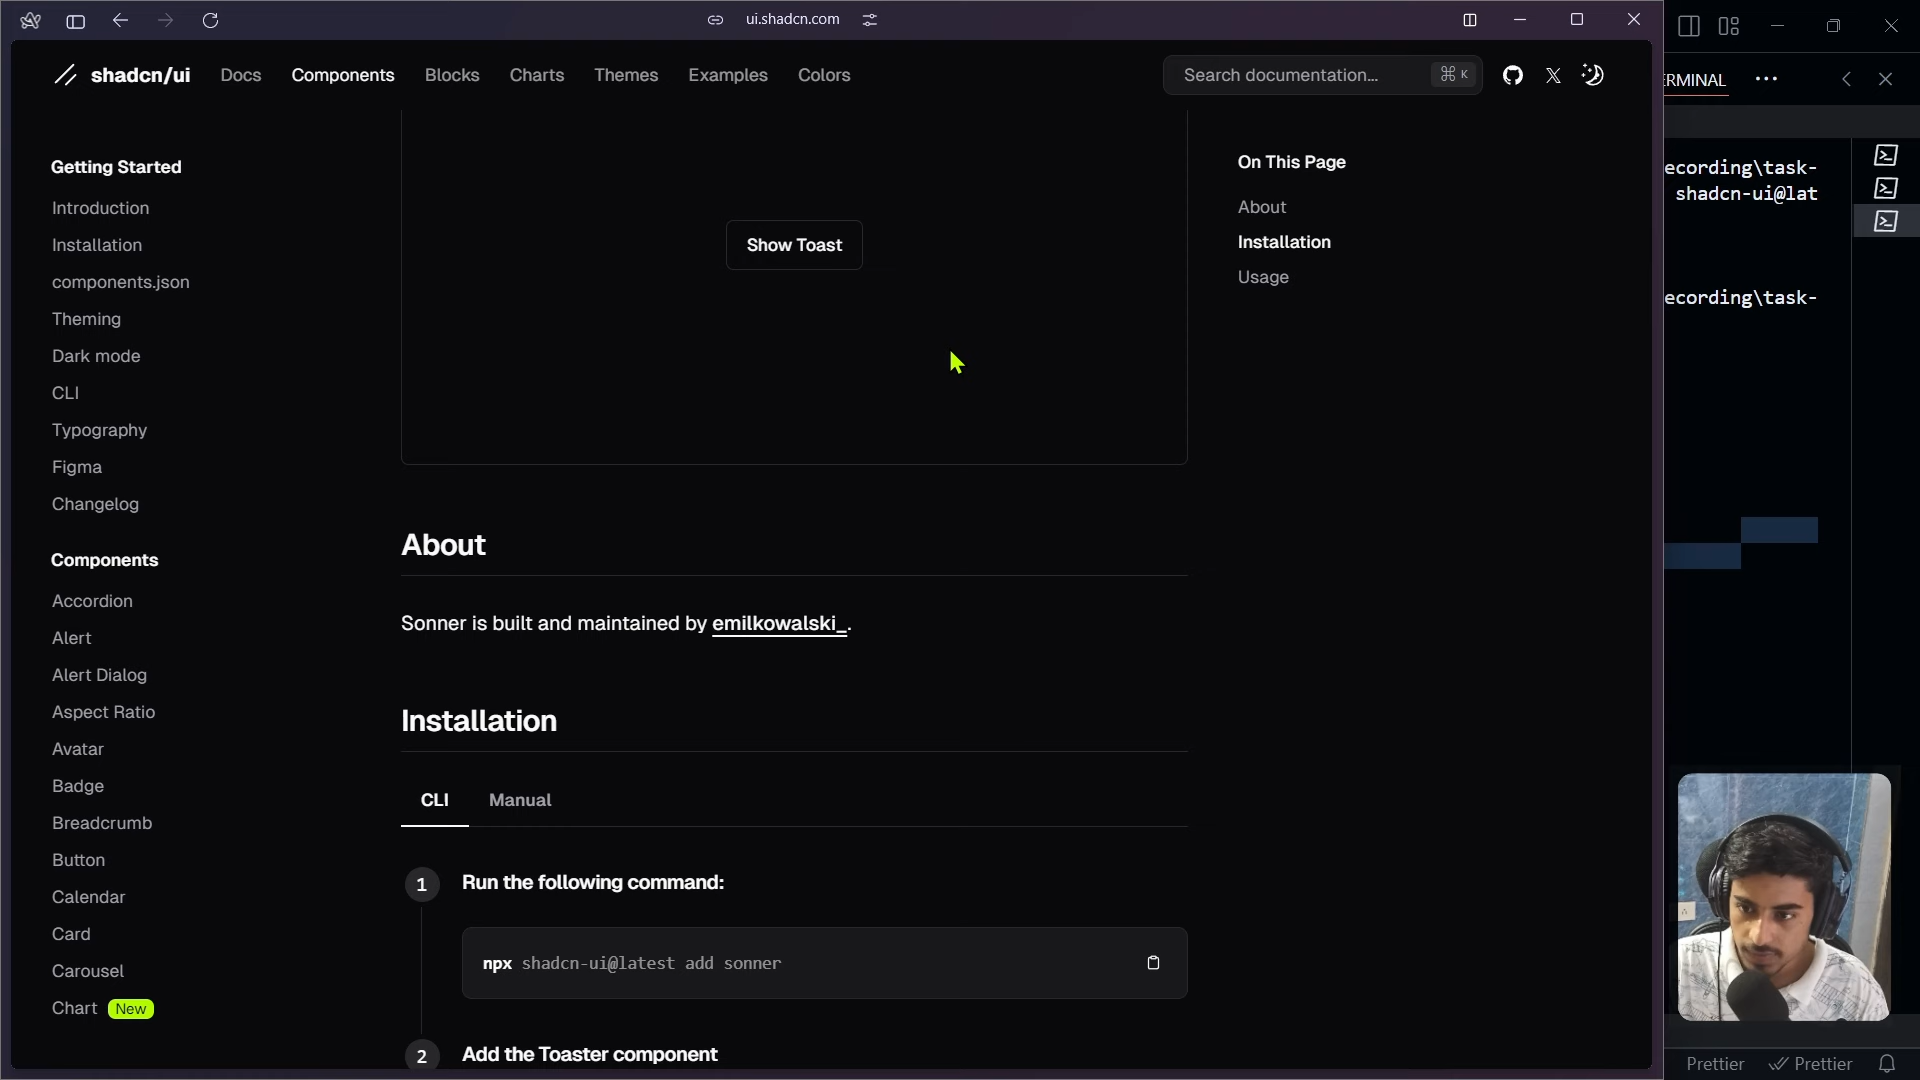 ui.shadcn.com
shadcn/ui
Docs
Components
Blocks
Charts
Themes
Examples
Colors
Search documentation...
⌘ K
Getting Started
Introduction
Installation
components.json
Theming
Dark mode
CLI
Typography
Figma
Changelog
Components
Accordion
Alert
Alert Dialog
Aspect Ratio
Avatar
Badge
Breadcrumb
Button
Calendar
Card
Carousel
Chart New
Show Toast
About
Sonner is built and maintained by emilkowalski_.
Installation
CLI Manual
1 Run the following command:
npx shadcn-ui@latest add sonner
2 Add the Toaster component
On This Page
About
Installation
Usage
ERMINAL
ecording\task-
shadcn-ui@lat
ecording\task-
Prettier
Prettier